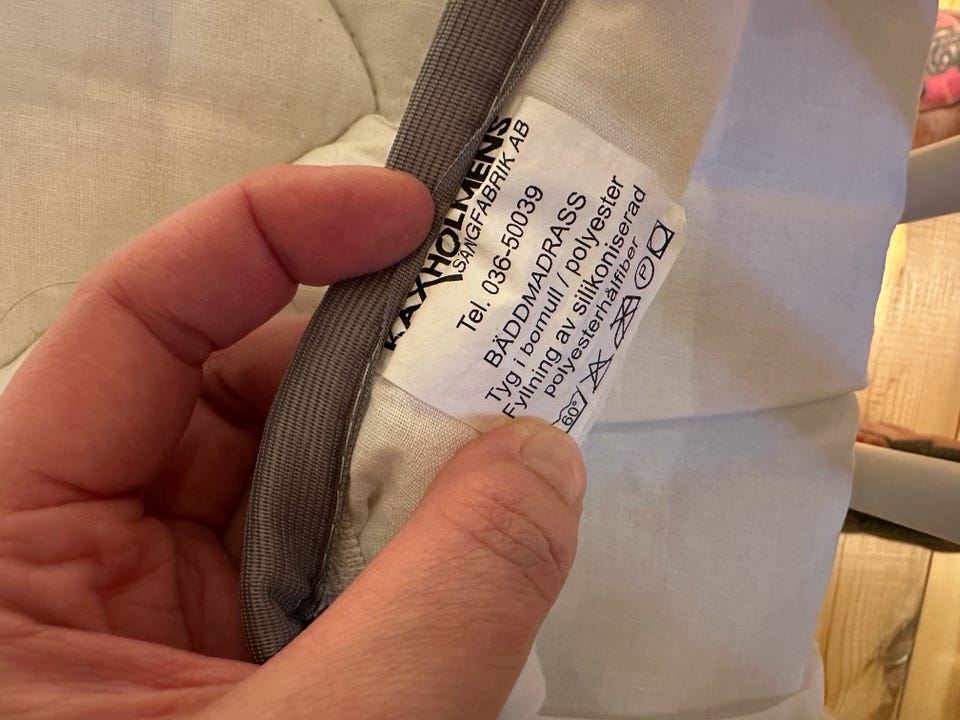 KAXHOLMENS
SÄNGFABRIK AB
Tel. 036-50039
BÄDDMADRASS
Tyg i bomull / polyester
Fyllning av silikoniserad
polyesterhålfiber
60° P